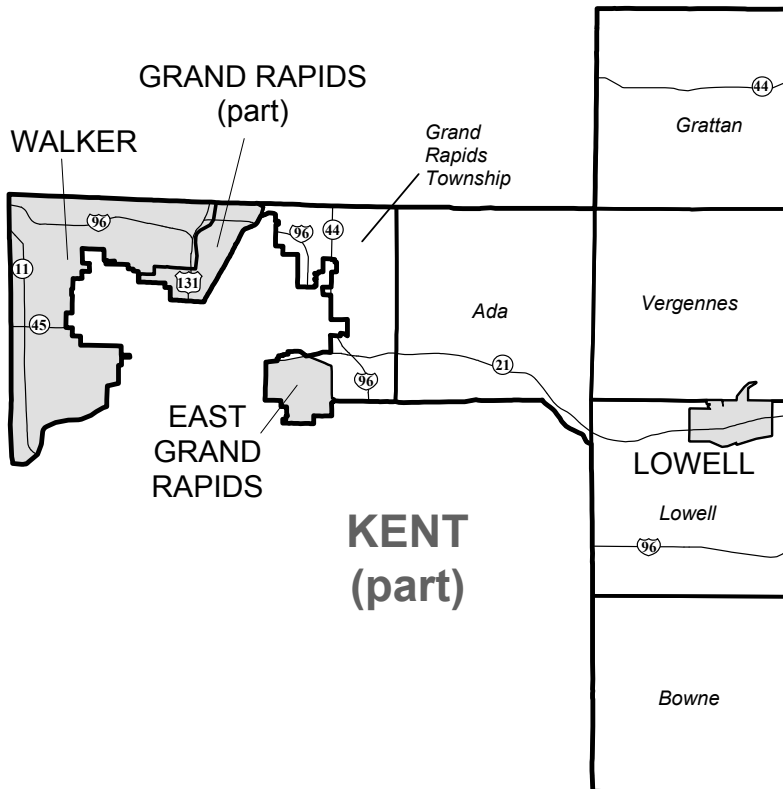 GRAND RAPIDS
(part)
WALKER
Grand
Rapids
Township
44
Grattan
96
96
44
11
131
45
Ada
Vergennes
21
96
EAST
GRAND
RAPIDS
LOWELL
Lowell
KENT
(part)
96
Bowne